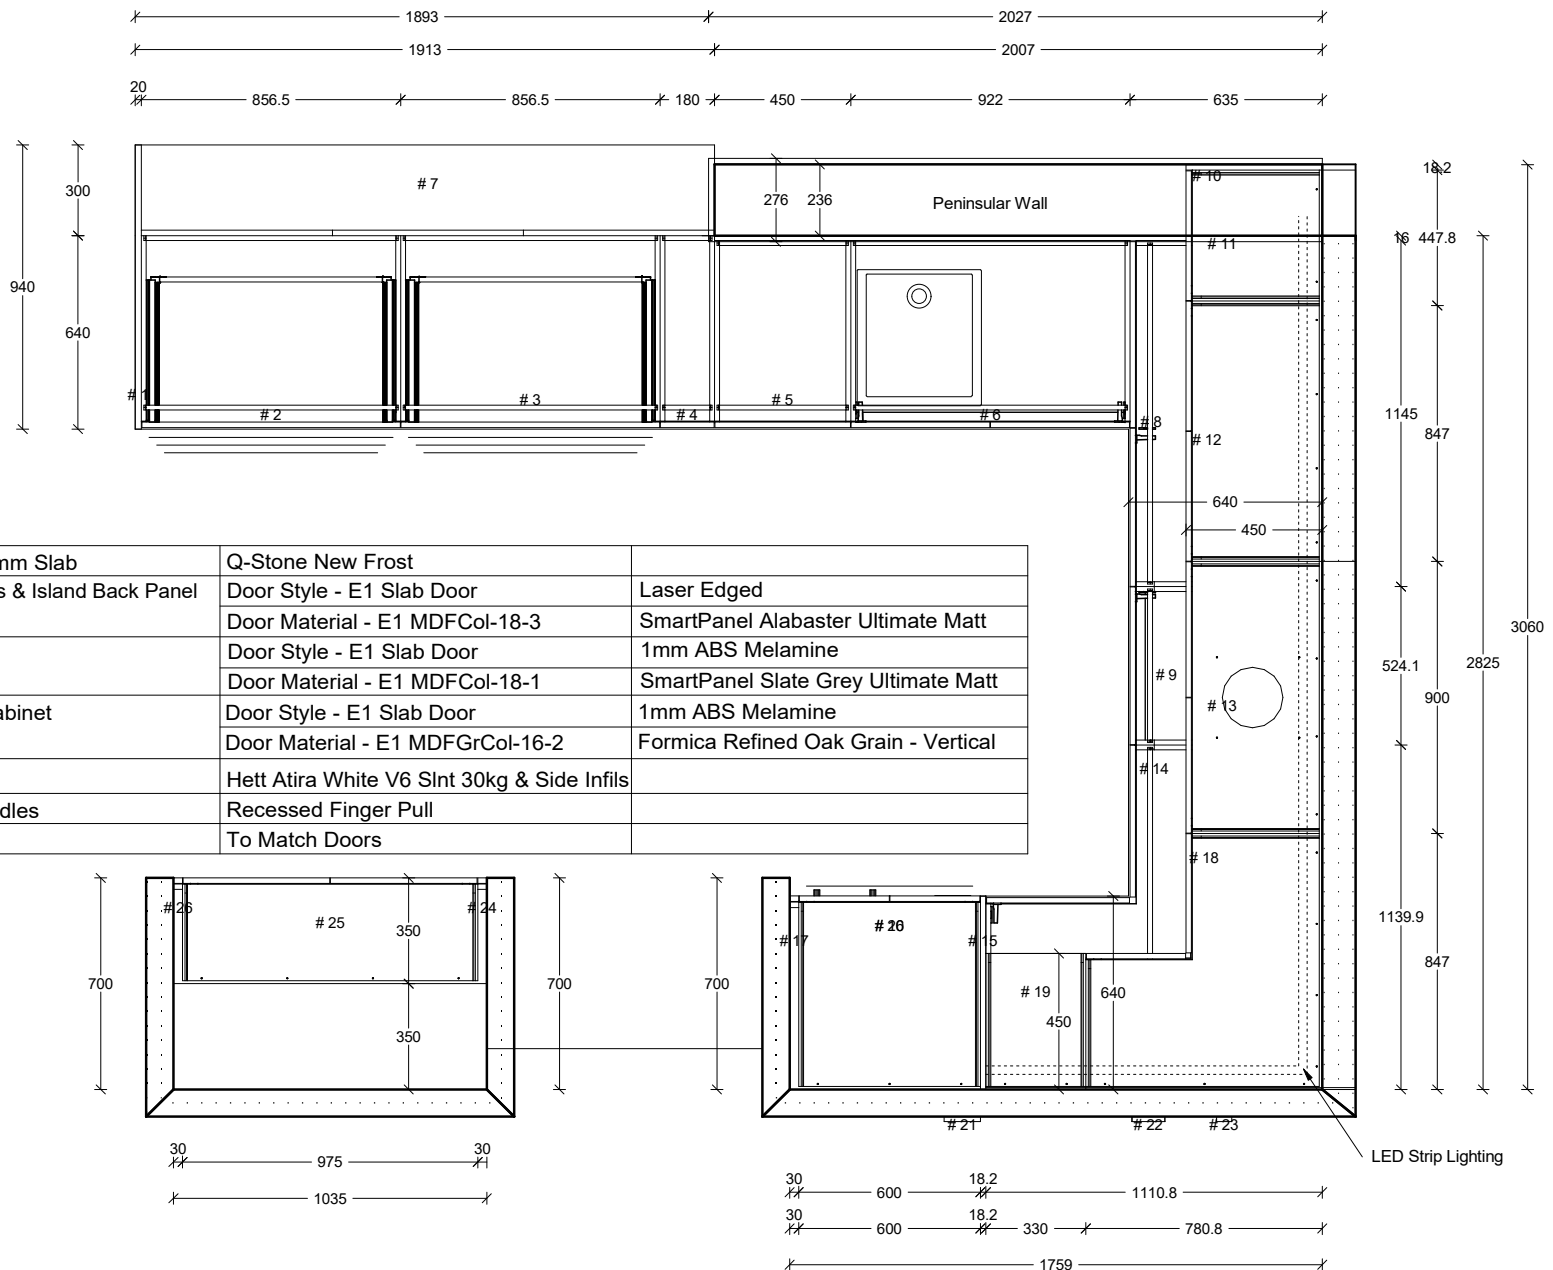 1893 2027
1913 2007
20 856.5 856.5 180 450 922 635
940 300 640
# 7
276 236 Peninsular Wall
# 10
18.2
# 11
16 447.8
# 1 # 2 # 3 # 4 # 5 # 6 # 8
# 12
1145 847
640
450
3060
524.1 2825
# 9
# 13
900
# 14
# 18
1139.9
847
mm Slab Q-Stone New Frost
s & Island Back Panel Door Style - E1 Slab Door Laser Edged
Door Material - E1 MDFCol-18-3 SmartPanel Alabaster Ultimate Matt
Door Style - E1 Slab Door 1mm ABS Melamine
Door Material - E1 MDFCol-18-1 SmartPanel Slate Grey Ultimate Matt
abinet Door Style - E1 Slab Door 1mm ABS Melamine
Door Material - E1 MDFGrCol-16-2 Formica Refined Oak Grain - Vertical
Hett Atira White V6 Slnt 30kg & Side Infils
dles Recessed Finger Pull
To Match Doors
# 26 # 25 # 24
350
700 700 700
350
# 17 # 15
# 19 640
450
# 21 # 22 # 23
LED Strip Lighting
30 975 30
1035
30 600 18.2 1110.8
30 600 18.2 330 780.8
1759